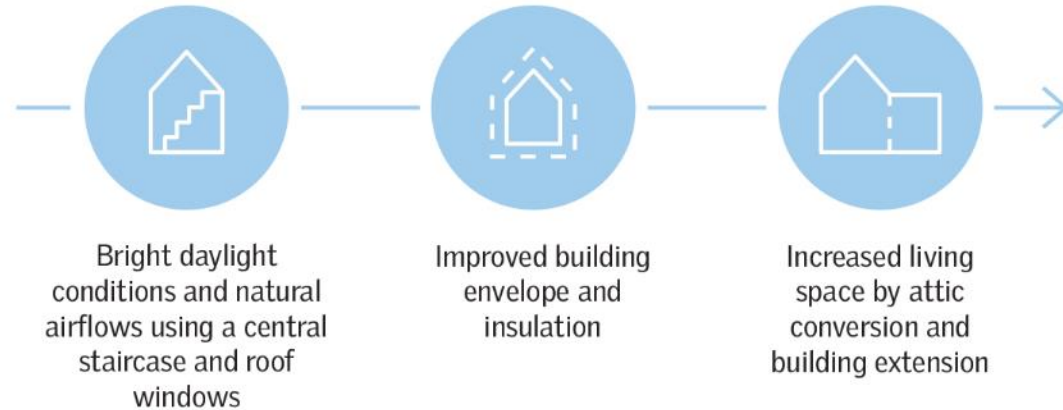 Bright daylight
conditions and natural
airflows using a central
staircase and roof
windows
Improved building
envelope and
insulation
Increased living
space by attic
conversion and
building extension